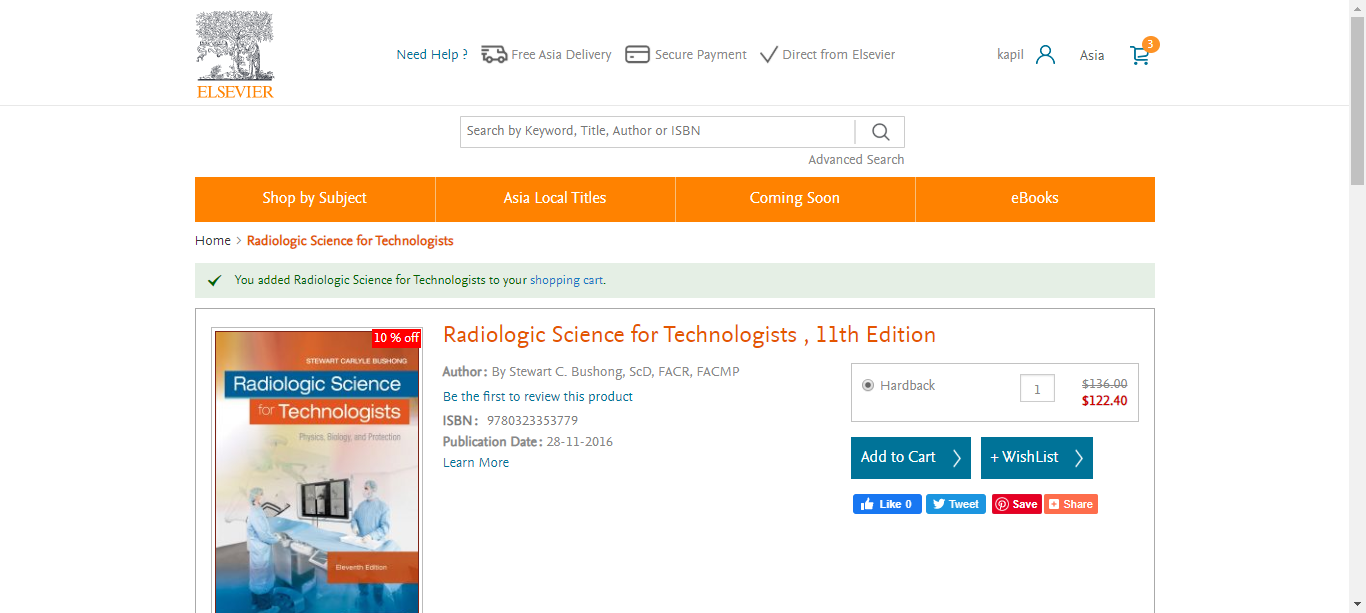 ELSEVIER
Need Help ?
Free Asia Delivery
Secure Payment
Direct from Elsevier
kapil
Asia
3
Search by Keyword, Title, Author or ISBN
Advanced Search
Shop by Subject
Asia Local Titles
Coming Soon
eBooks
Home > Radiologic Science for Technologists
You added Radiologic Science for Technologists to your shopping cart.
10 % off
STEWART CARLYLE BUSHONG
Radiologic Science
for Technologists
Physics, Biology, and Protection
Eleventh Edition
Radiologic Science for Technologists , 11th Edition
Author : By Stewart C. Bushong, ScD, FACR, FACMP
Be the first to review this product
ISBN : 9780323353779
Publication Date : 28-11-2016
Learn More
Hardback
1
$136.00
$122.40
Add to Cart
+ WishList
Like 0
Tweet
Save
Share